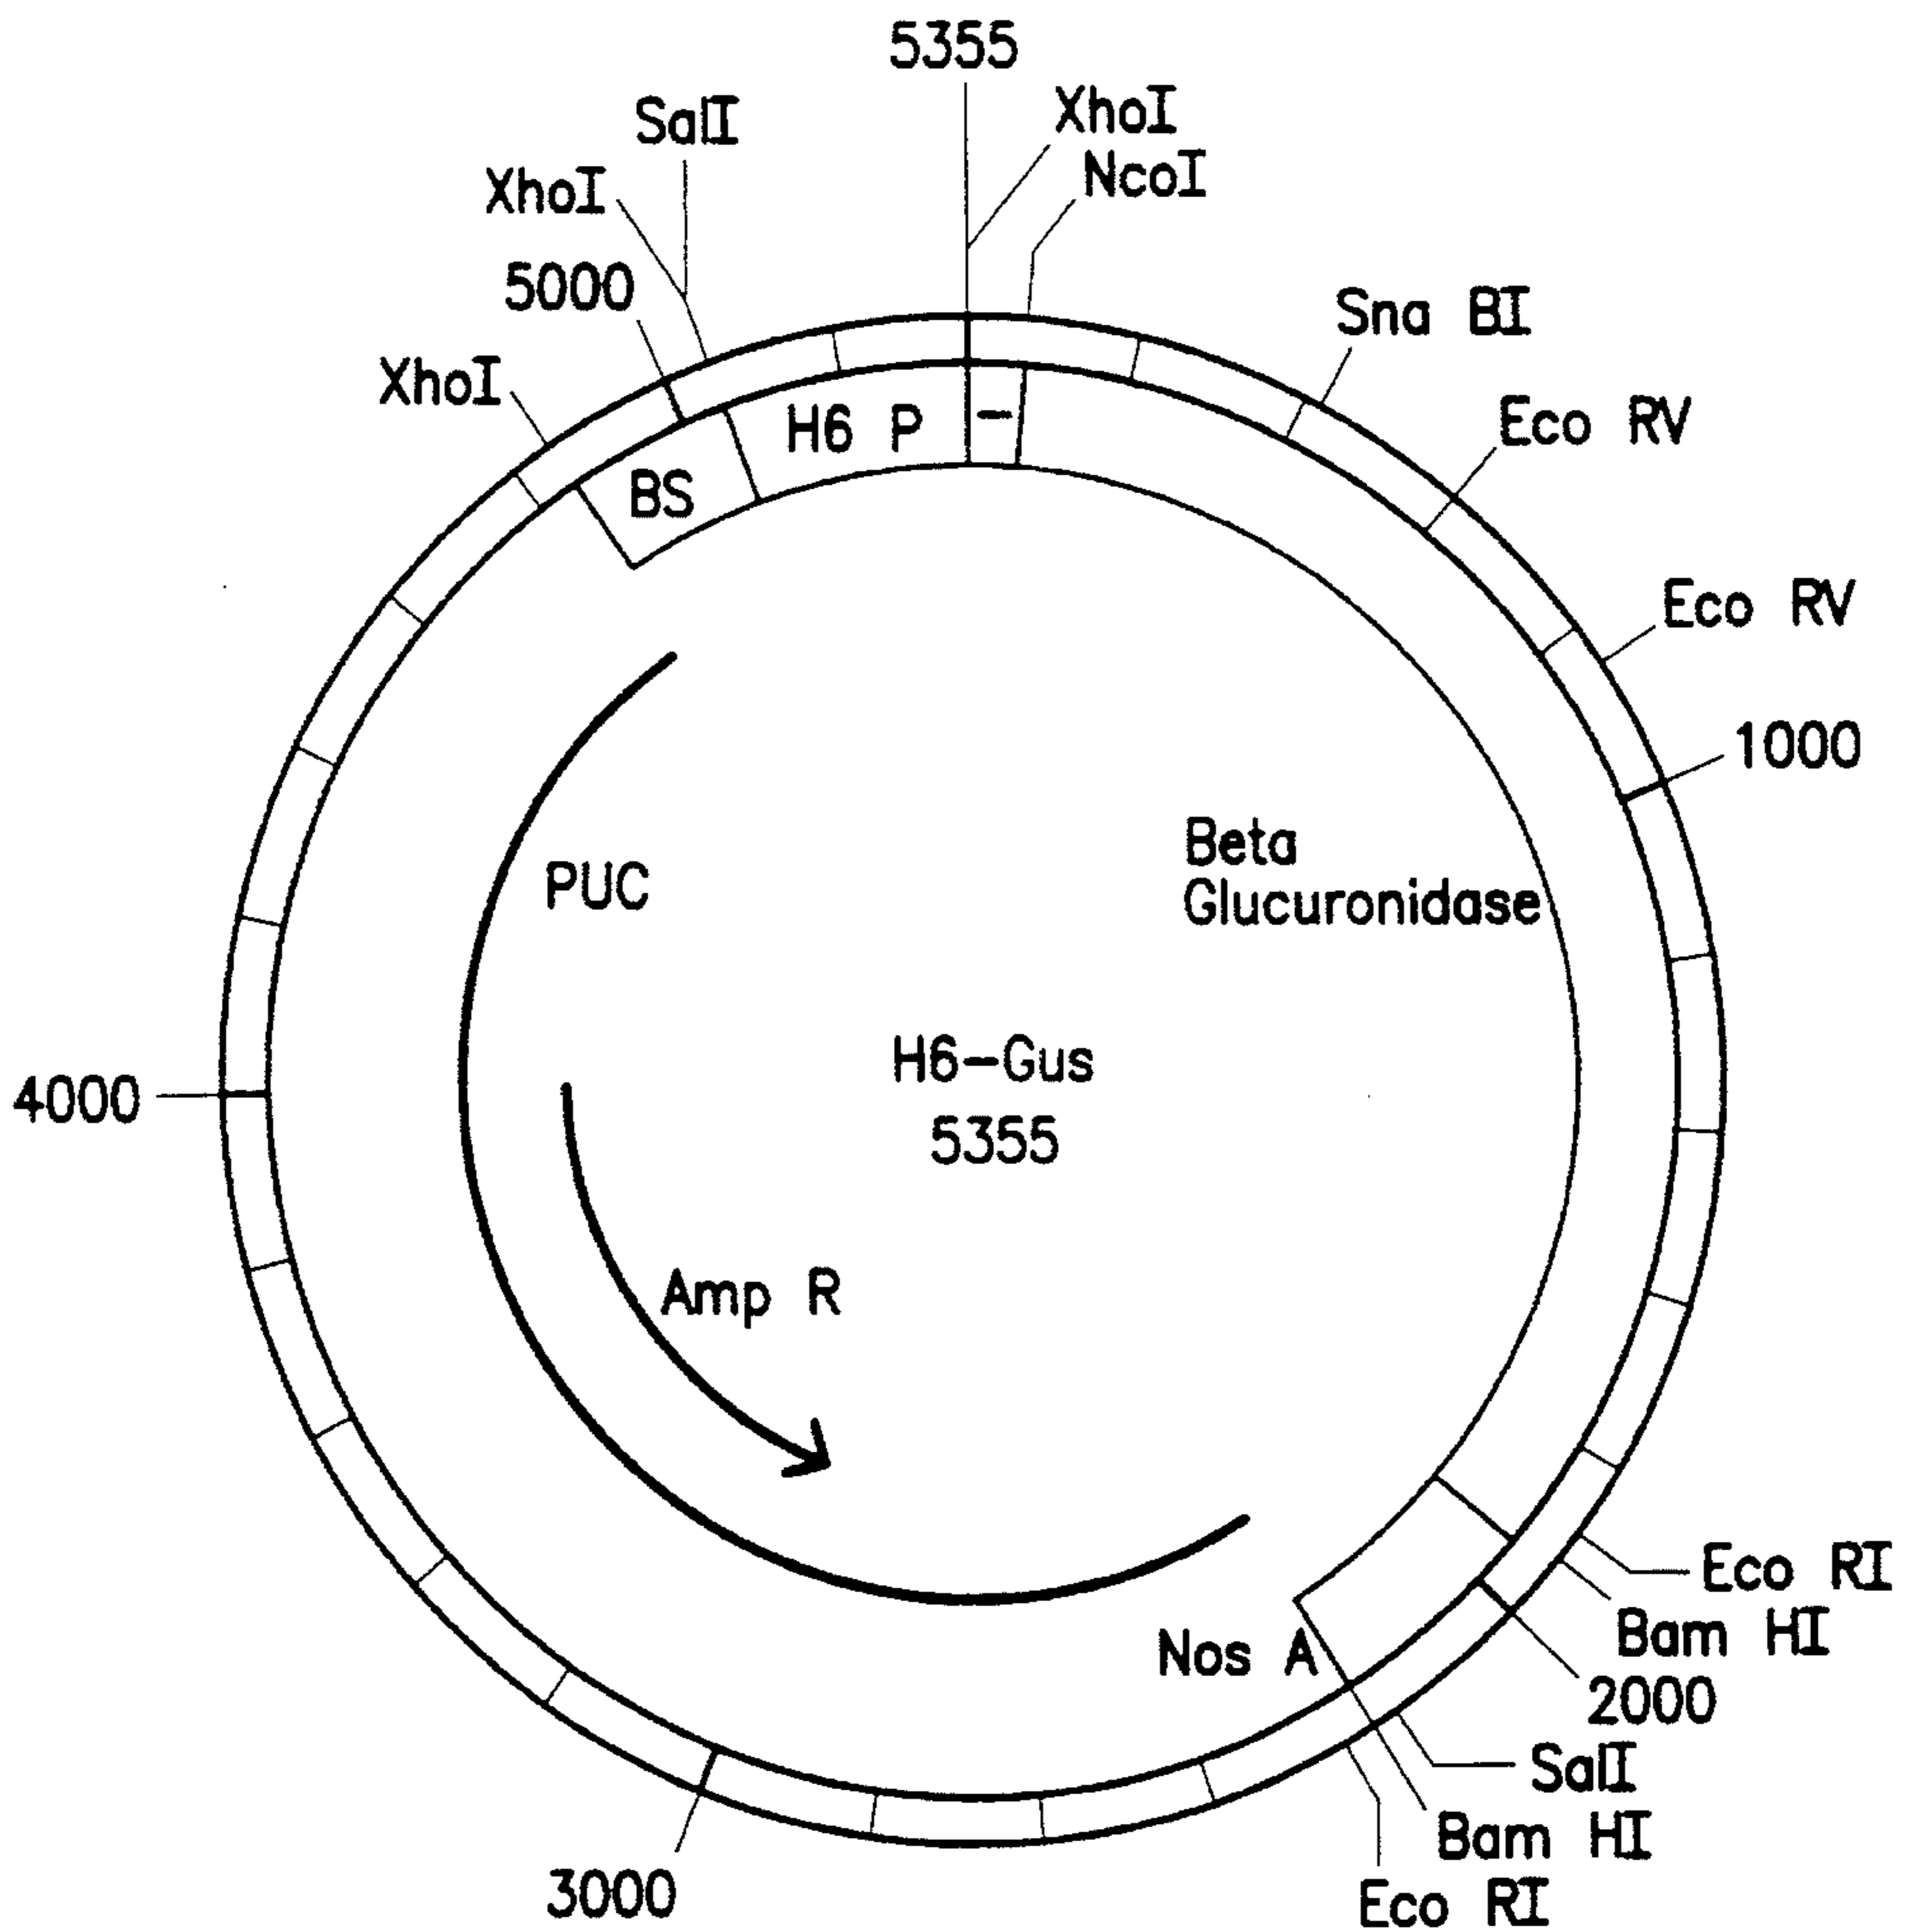 5355
SalI
XhoI
XhoI
NcoI
5000
Sna BI
XhoI
Eco RV
H6 P
BS
Eco RV
1000
Beta
Glucuronidase
PUC
H6-Gus
5355
4000
Amp R
Eco RI
Bam HI
Nos A
2000
SalI
Bam HI
3000
Eco RI